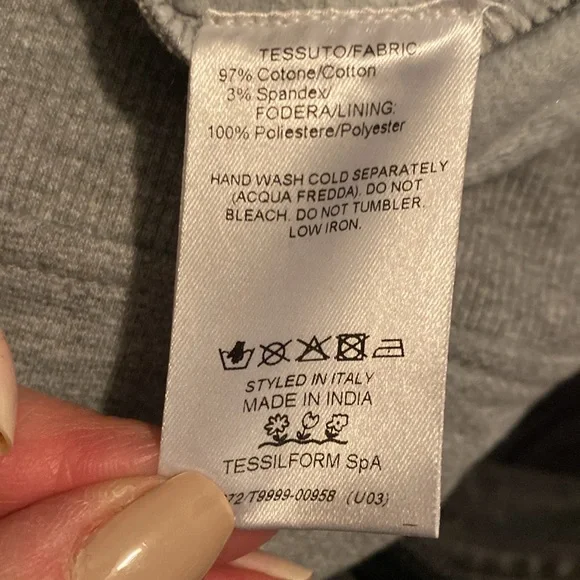 TESSUTO/FABRIC
97% Cotone/Cotton
3% Spandex/
FODERA/LINING:
100% Poliestere/Polyester
HAND WASH COLD SEPARATELY
(ACQUA FREDDA). DO NOT
BLEACH. DO NOT TUMBLER.
LOW IRON.
STYLED IN ITALY
MADE IN INDIA
TESSILFORM SpA
72/T9999-00958 (U03)